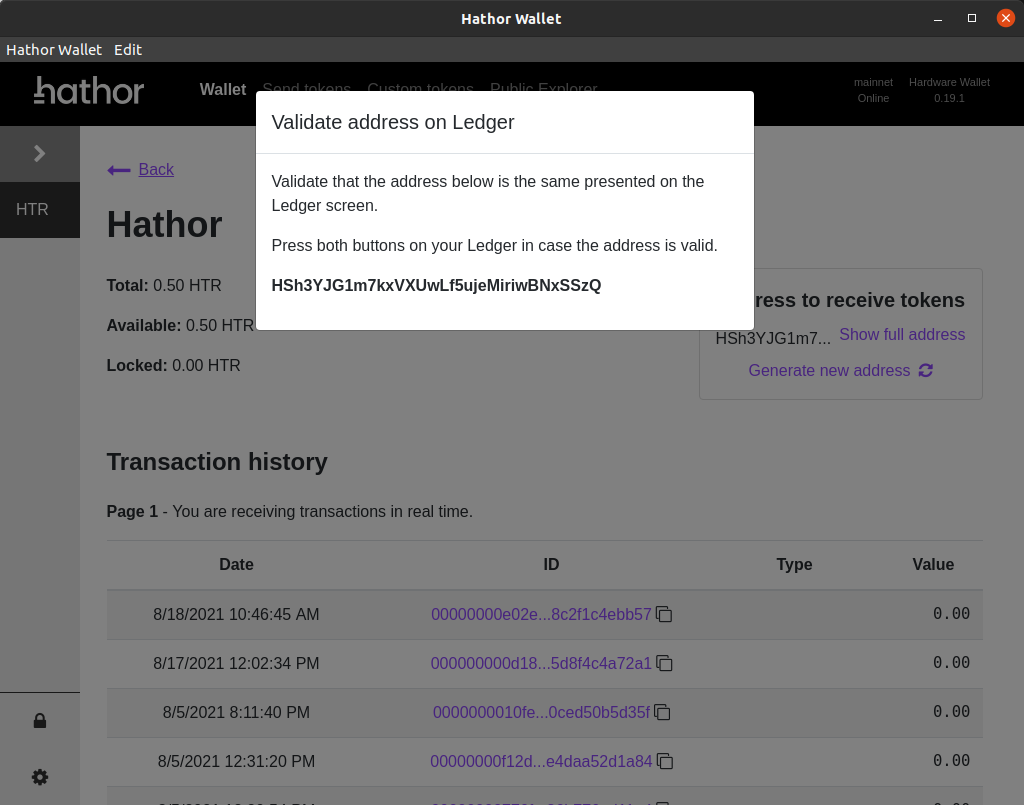 Hathor Wallet
Hathor Wallet Edit
hathor
Wallet Send tokens Custom tokens Public Explorer
mainnet
Online
Hardware Wallet
0.19.1
Validate address on Ledger
Validate that the address below is the same presented on the
Ledger screen.
Press both buttons on your Ledger in case the address is valid.
HSh3YJG1m7kxVXUwLf5ujeMiriwBNxSSzQ
Back
HTR
Hathor
Total: 0.50 HTR
Available: 0.50 HTR
Locked: 0.00 HTR
to receive tokens
HSh3YJG1m7... Show full address
Generate new address
Transaction history
Page 1 - You are receiving transactions in real time.
Date ID Type Value
8/18/2021 10:46:45 AM 00000000e02e...8c2f1c4ebb57 0.00
8/17/2021 12:02:34 PM 000000000d18...5d8f4c4a72a1 0.00
8/5/2021 8:11:40 PM 0000000010fe...0ced50b5d35f 0.00
8/5/2021 12:31:20 PM 00000000f12d...e4daa52d1a84 0.00